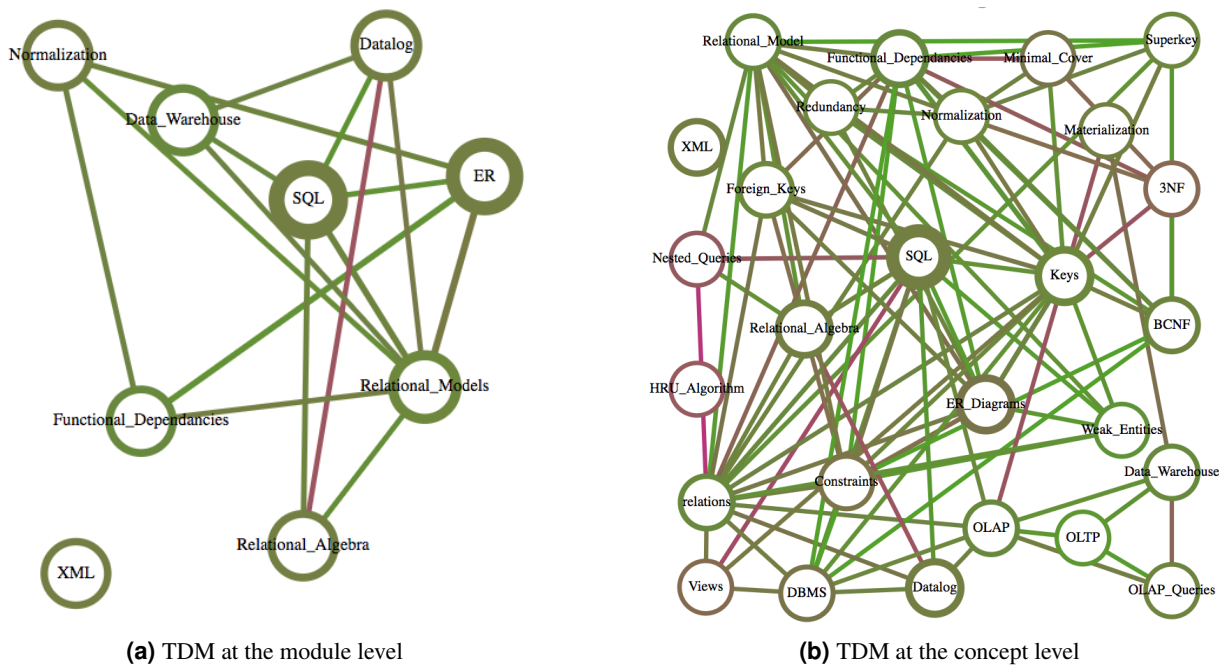 Normalization
Datalog
Data_Warehouse
ER
SQL
Relational_Models
Functional_Dependancies
Relational_Algebra
XML
(a) TDM at the module level
Relational_Model
Functional_Dependancies
Minimal_Cover
Superkey
Redundancy
Normalization
Materialization
XML
Foreign_Keys
3NF
Nested_Queries
SQL
Keys
Relational_Algebra
BCNF
HRU_Algorithm
ER_Diagrams
Weak_Entities
Constraints
Data_Warehouse
relations
OLAP
OLTP
Views
DBMS
Datalog
OLAP_Queries
(b) TDM at the concept level